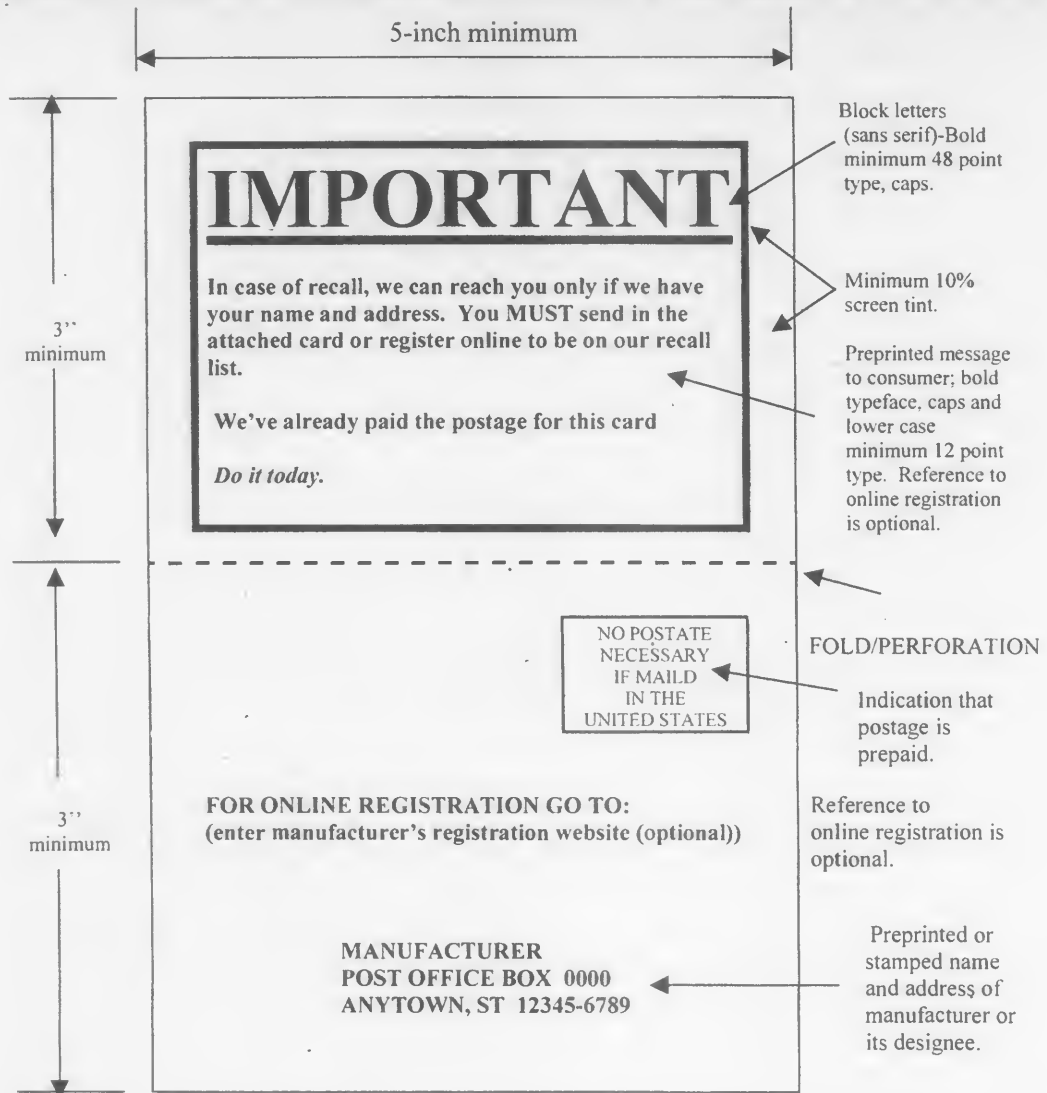 5-inch minimum
Block letters
(sans serif)-Bold
minimum 48 point
type, caps.
IMPORTANT
In case of recall, we can reach you only if we have
your name and address. You MUST send in the
attached card or register online to be on our recall
list.
We've already paid the postage for this card
Do it today.
3''
minimum
Minimum 10%
screen tint.
Preprinted message
to consumer; bold
typeface, caps and
lower case
minimum 12 point
type. Reference to
online registration
is optional.
FOLD/PERFORATION
NO POSTATE
NECESSARY
IF MAILD
IN THE
UNITED STATES
Indication that
postage is
prepaid.
3''
minimum
FOR ONLINE REGISTRATION GO TO:
(enter manufacturer's registration website (optional))
Reference to
online registration is
optional.
MANUFACTURER
POST OFFICE BOX 0000
ANYTOWN, ST 12345-6789
Preprinted or
stamped name
and address of
manufacturer or
its designee.